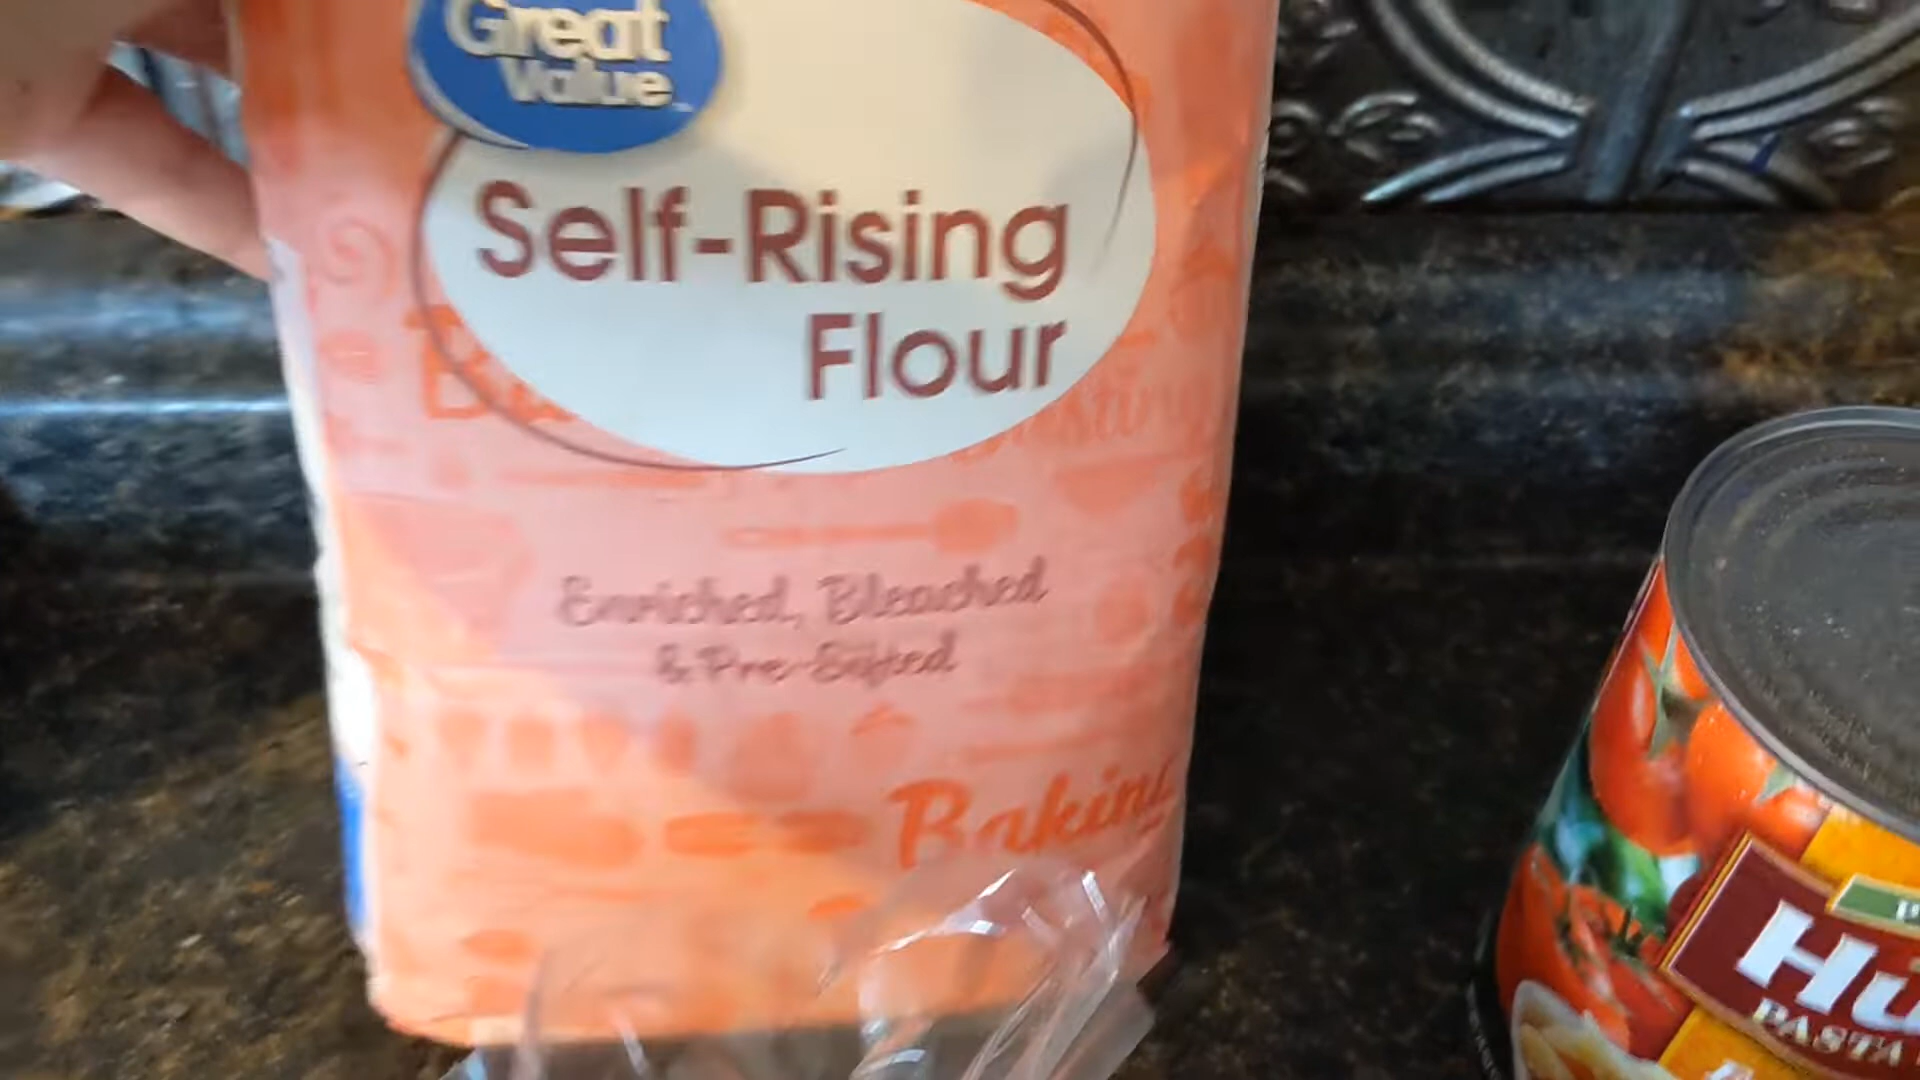 Great
Value
Self-Rising
Flour
Enriched, Bleached
& Pre-Sifted
Baking
Hu
PASTA